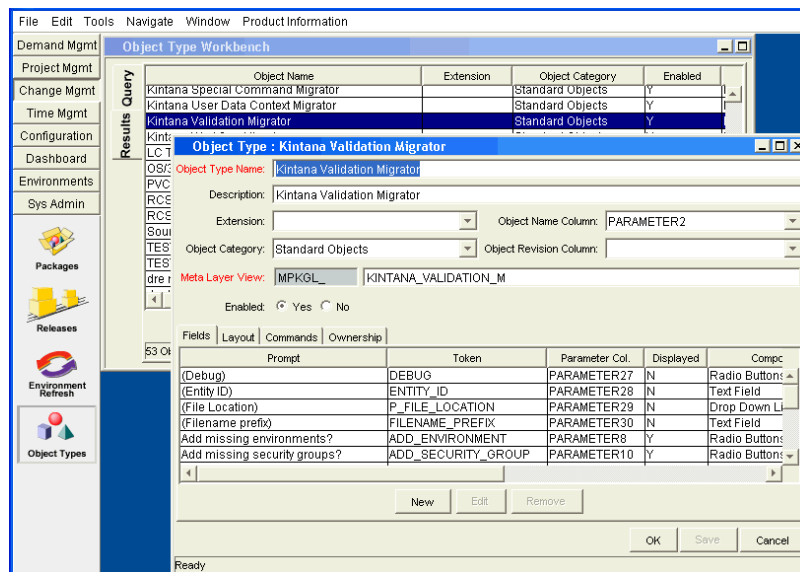 File Edit Tools Navigate Window Product Information
Demand Mgmt
Project Mgmt
Change Mgmt
Time Mgmt
Configuration
Dashboard
Environments
Sys Admin
Packages
Releases
Environment
Refresh
Object Types
Object Type Workbench
Query
Results
Object Name Extension Object Category Enabled
Kintana Special Command Migrator Standard Objects Y
Kintana User Data Context Migrator Standard Objects Y
Kintana Validation Migrator Standard Objects Y
LC T
OS/3
PVC
RCS
RCS
Sour
TES
TES
dre r
53 Ob
Object Type : Kintana Validation Migrator
Object Type Name: Kintana Validation Migrator
Description: Kintana Validation Migrator
Extension: Object Name Column: PARAMETER2
Object Category: Standard Objects Object Revision Column:
Meta Layer View: MPKGL_ KINTANA_VALIDATION_M
Enabled: Yes No
Fields Layout Commands Ownership
Prompt Token Parameter Col. Displayed Compo
(Debug) DEBUG PARAMETER27 N Radio Buttons
(Entity ID) ENTITY_ID PARAMETER28 N Text Field
(File Location) P_FILE_LOCATION PARAMETER29 N Drop Down Li
(Filename prefix) FILENAME_PREFIX PARAMETER30 N Text Field
Add missing environments? ADD_ENVIRONMENT PARAMETER8 Y Radio Buttons
Add missing security groups? ADD_SECURITY_GROUP PARAMETER10 Y Radio Buttons
New Edit Remove
OK Save Cancel
Ready